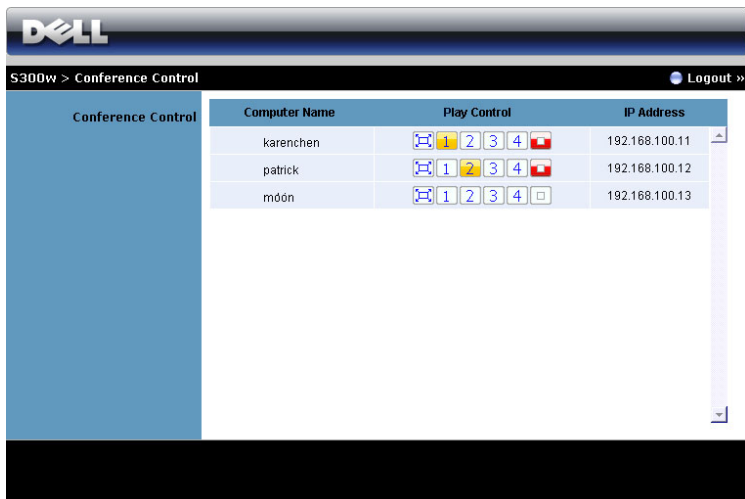 DELL
S300w > Conference Control
Logout »
Conference Control
Computer Name Play Control IP Address
karenchen 1 2 3 4 192.168.100.11
patrick 1 2 3 4 192.168.100.12
móón 1 2 3 4 192.168.100.13